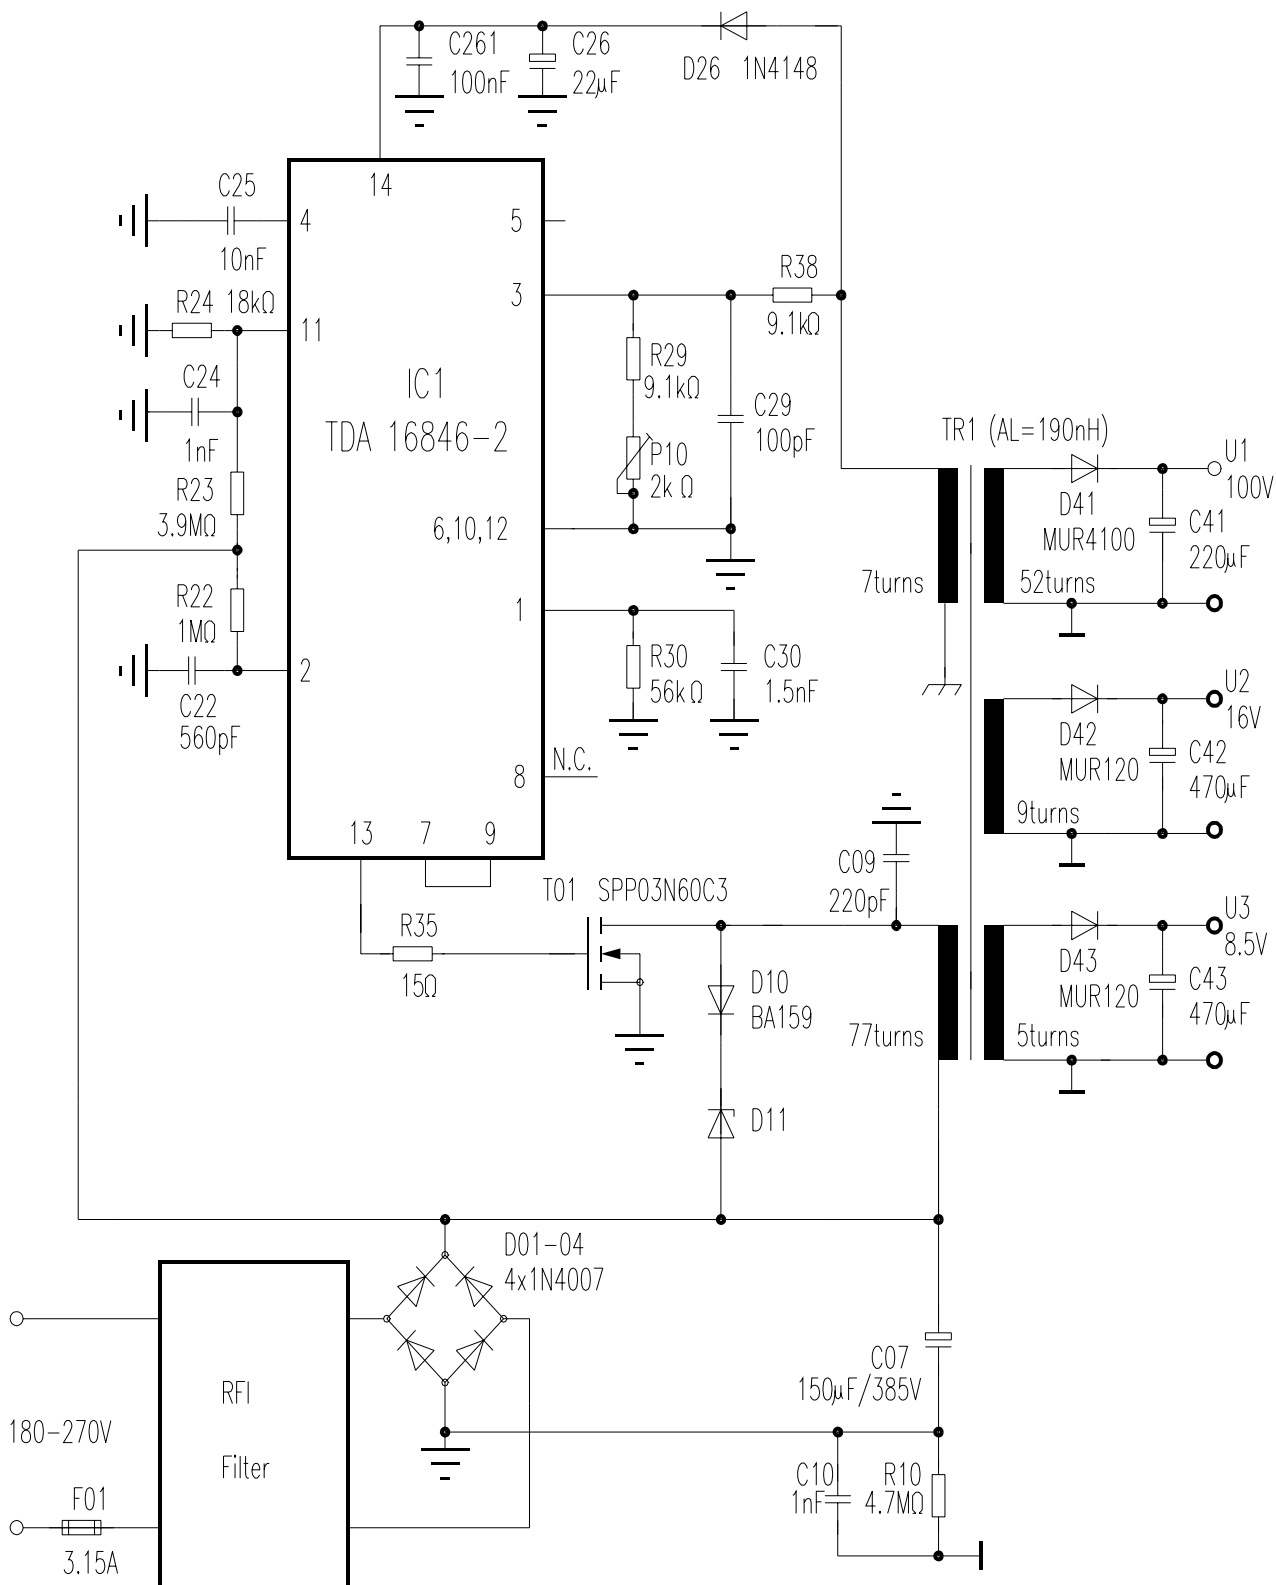 C261
100nF
C26
22µF
D26 1N4148
14
C25
4
10nF
5
R24 18kΩ
11
3
R38
9.1kΩ
C24
1nF
IC1
TDA 16846-2
R29
9.1kΩ
C29
100pF
P10
2kΩ
R23
3.9MΩ
6,10,12
TR1 (AL=190nH)
U1
100V
D41
MUR4100
C41
220µF
7turns
52turns
R22
1MΩ
1
2
C22
560pF
R30
56kΩ
C30
1.5nF
U2
16V
D42
MUR120
C42
470µF
9turns
8
N.C.
13
7
9
C09
220pF
T01 SPP03N60C3
R35
15Ω
D10
BA159
U3
8.5V
D43
MUR120
C43
470µF
77turns
5turns
D11
D01-04
4x1N4007
RFI
Filter
C07
150µF/385V
180-270V
F01
3.15A
C10
1nF
R10
4.7MΩ